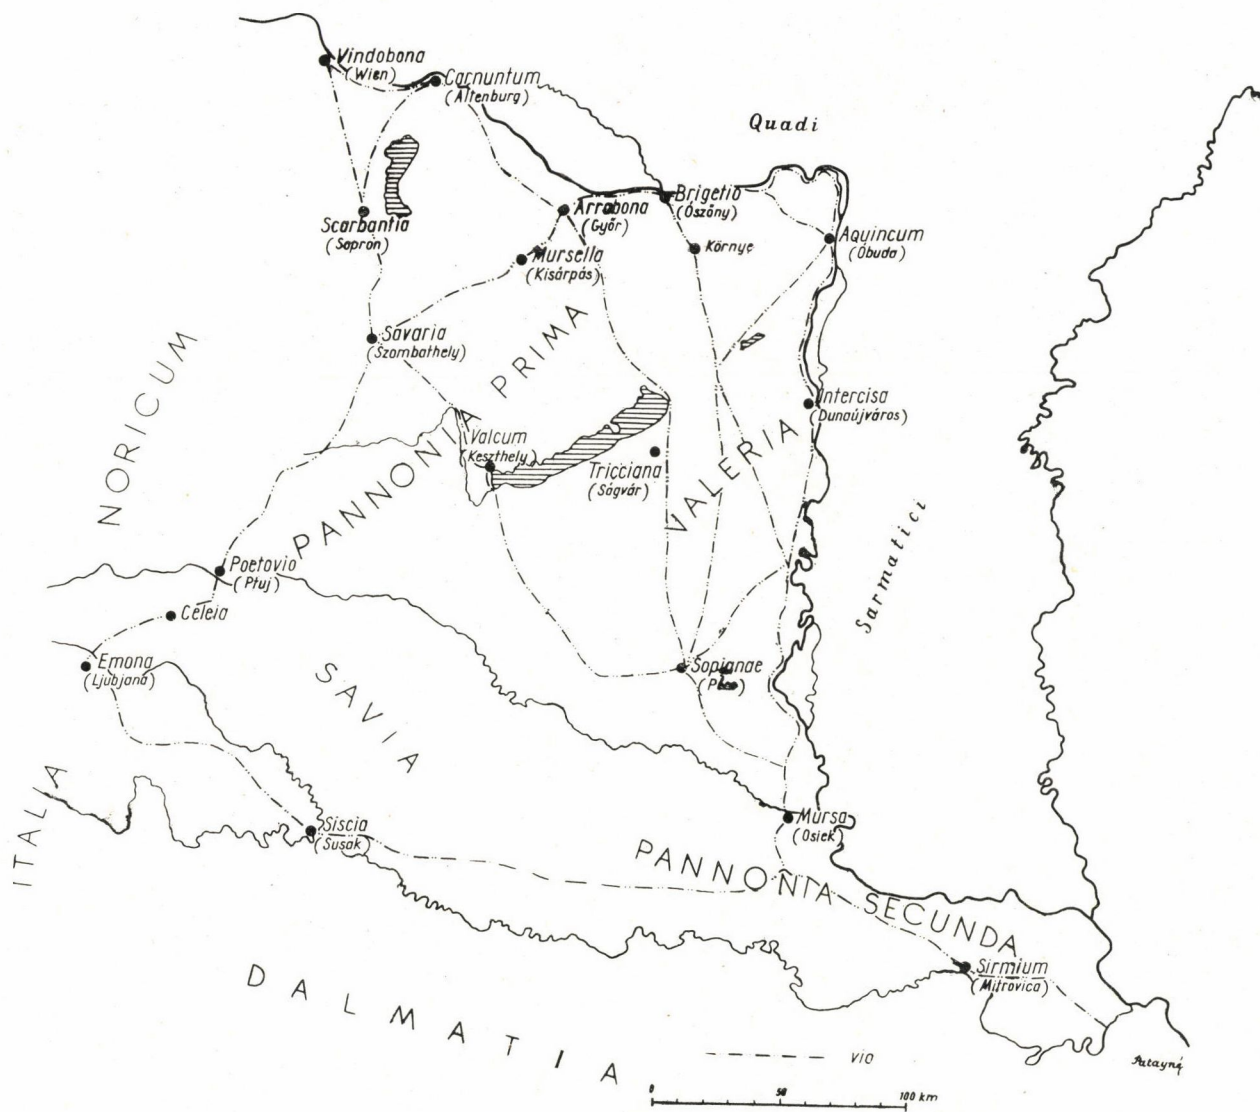 Vindobona
(Wien)
Carnuntum
(Altenburg)
Quadi
Scarbantia
(Sopron)
Arrabona
(Győr)
Brigetio
(Ószőny)
Környe
Aquincum
(Óbuda)
Mursella
(Kisárpás)
Savaria
(Szombathely)
NORICUM
PANNONIA PRIMA
Intercisa
(Dunaújváros)
Valcum
(Keszthely)
Tricciana
(Ságvár)
VALERIA
Sarmatici
Poetovio
(Ptuj)
Celeia
Emona
(Ljubjana)
SAVIA
Sopianae
ITALIA
Siscia
(Susak)
Mursa
(Osiek)
PANNONIA SECUNDA
Sirmium
(Mitrovica)
DALMATIA
via
0 50 100 km